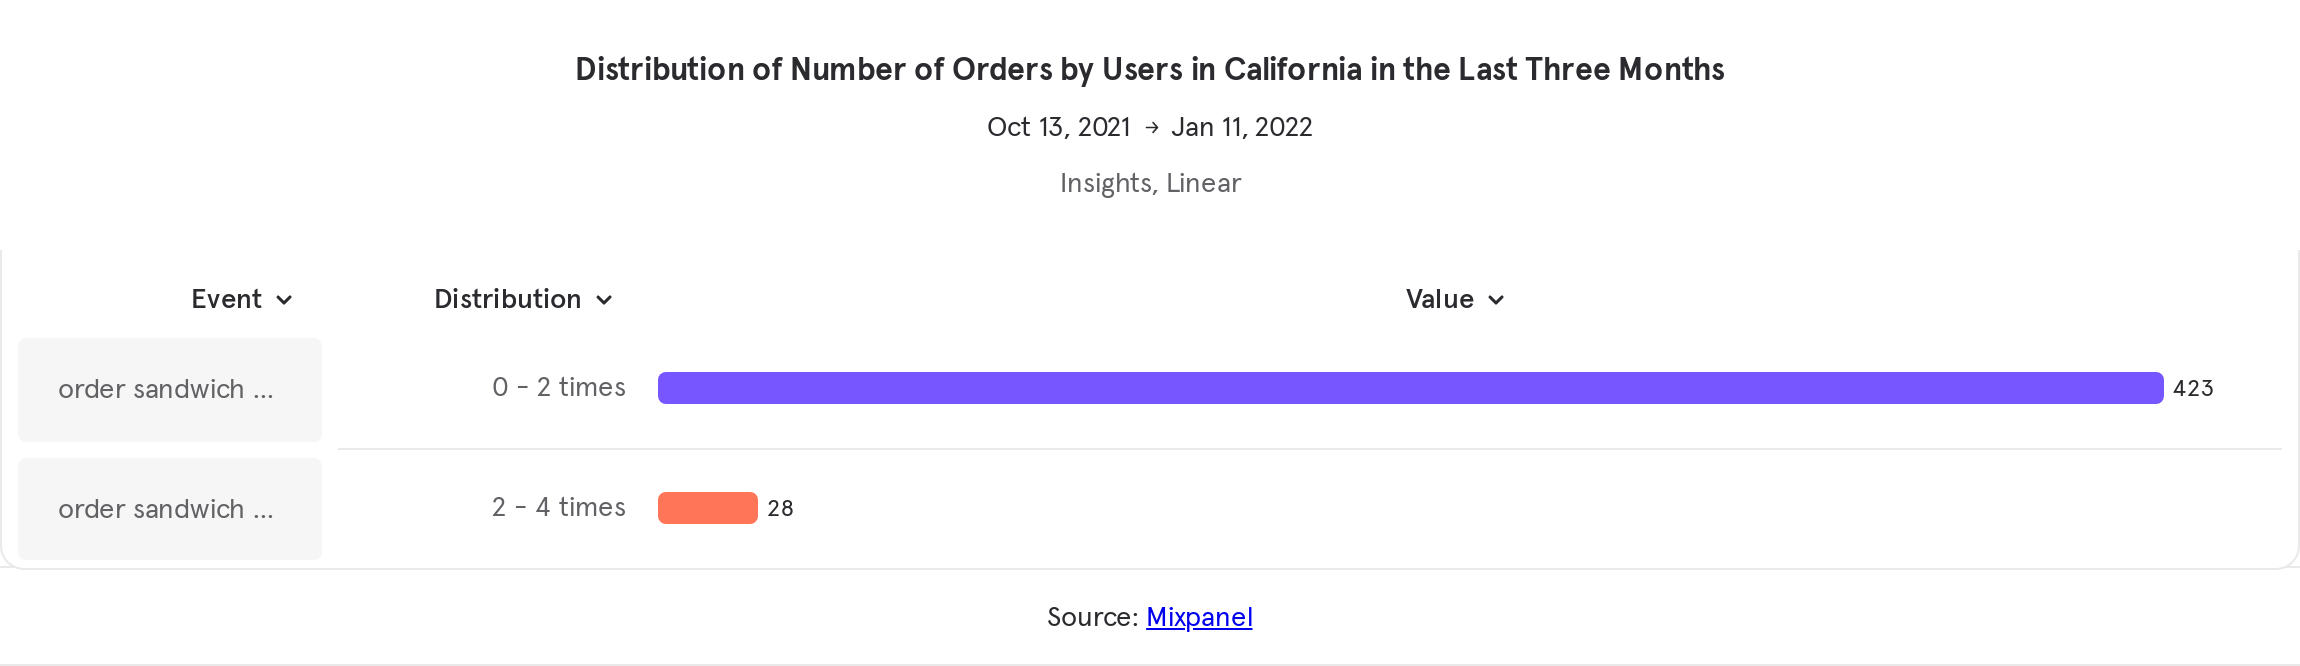 Distribution of Number of Orders by Users in California in the Last Three Months
Oct 13, 2021 → Jan 11, 2022
Insights, Linear
Event Distribution Value
order sandwich ... 0 - 2 times 423
order sandwich ... 2 - 4 times 28
Source: Mixpanel